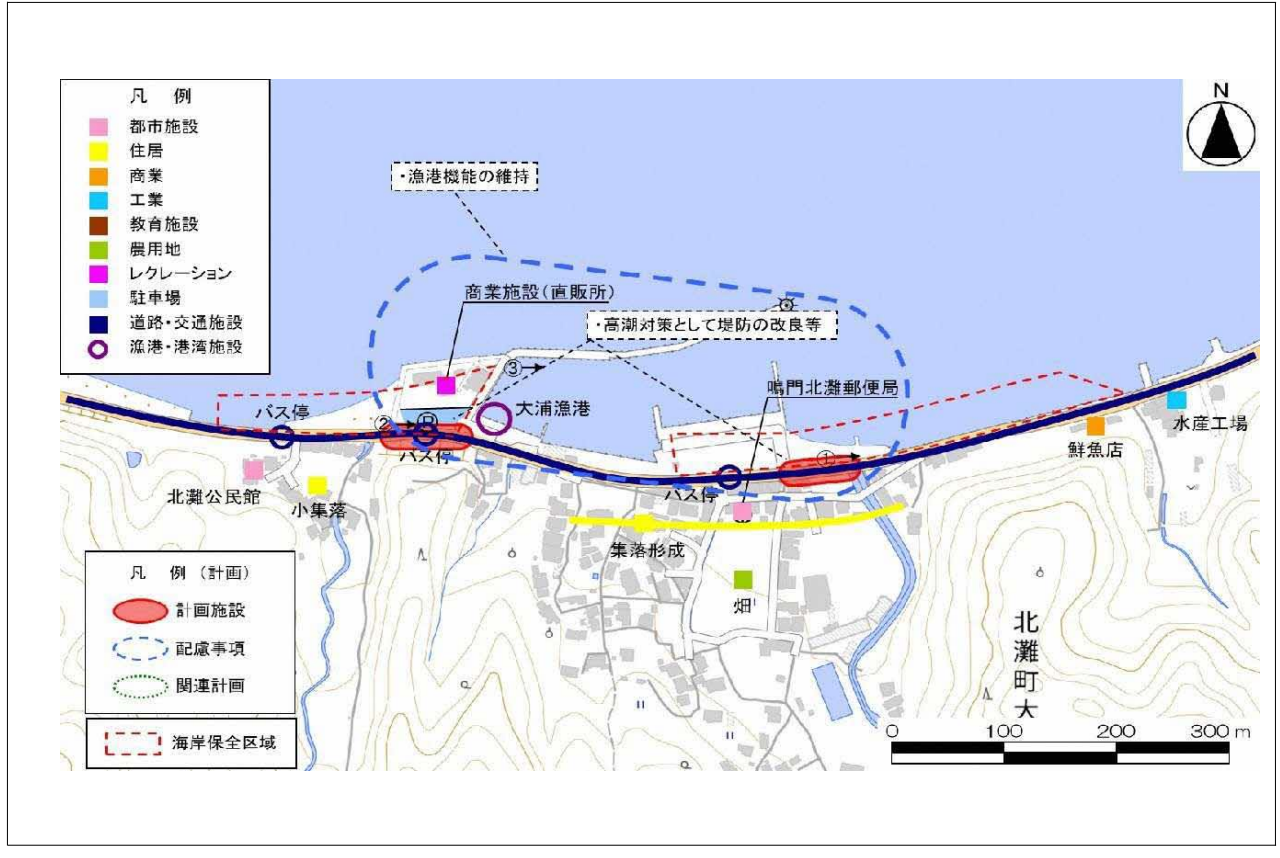 凡 例
都市施設
住居
商業
工業
教育施設
農用地
レクレーション
駐車場
道路・交通施設
漁港・港湾施設
N
・漁港機能の維持
商業施設(直販所)
・高潮対策として堤防の改良等
③
鳴門北灘郵便局
大浦漁港
バス停
②
P
バス停
①
バス停
水産工場
鮮魚店
北灘公民館
小集落
集落形成
畑
北灘町大
凡 例 (計画)
計画施設
配慮事項
関連計画
海岸保全区域
0 100 200 300 m